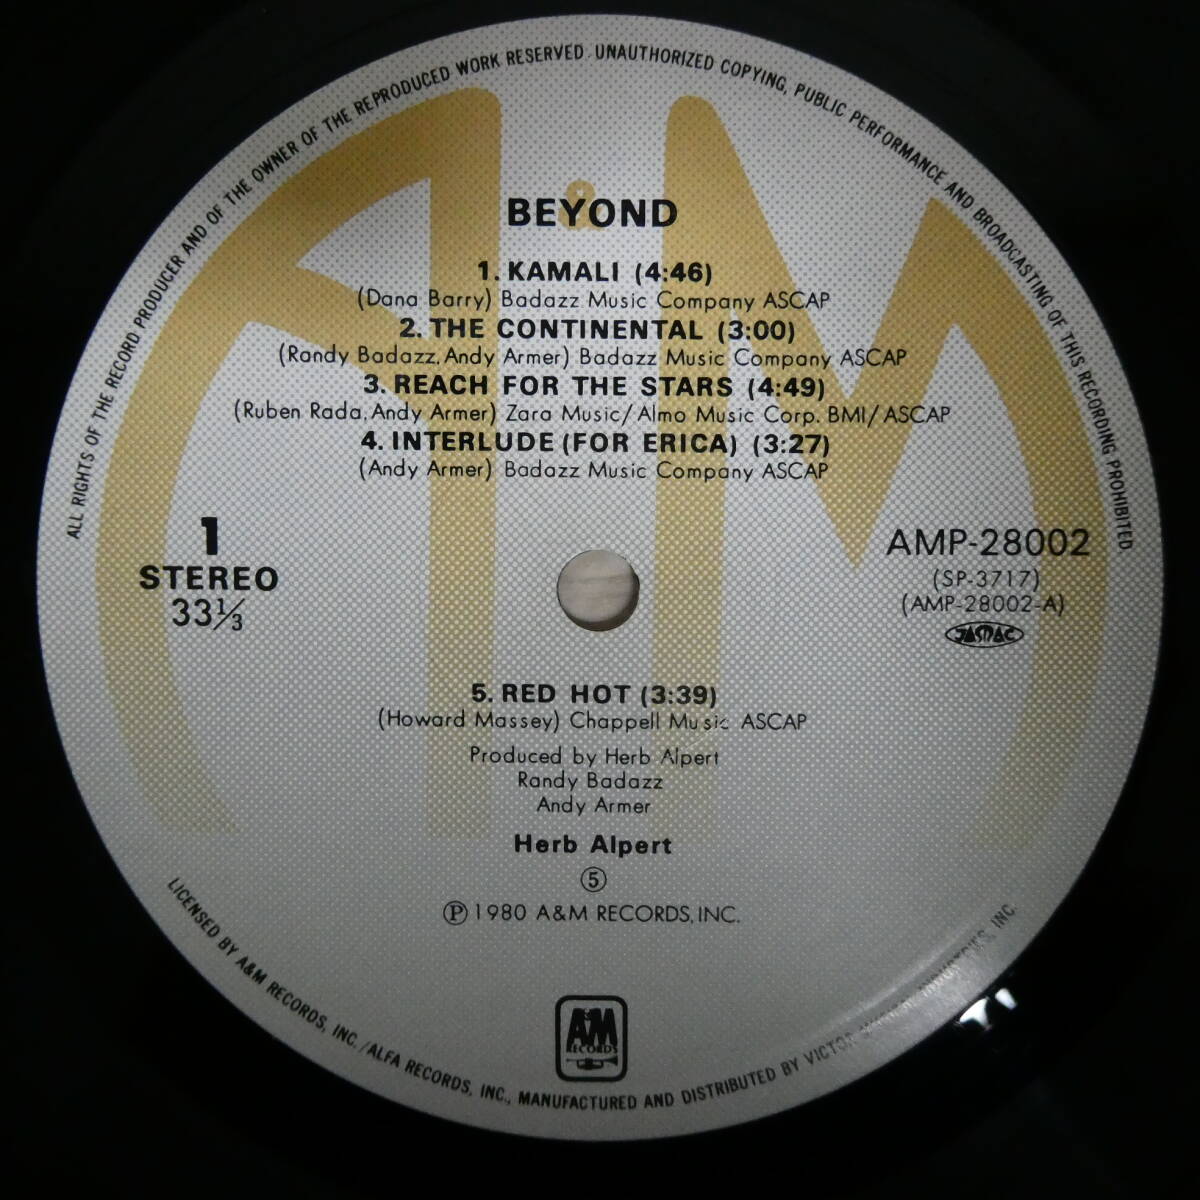 ALL RIGHTS OF THE RECORD PRODUCER AND OF THE OWNER OF THE REPRODUCED WORK RESERVED UNAUTHORIZED COPYING, PUBLIC PERFORMANCE AND BROADCASTING OF THIS RECORDING PROHIBITED
&
BEYOND
1. KAMALI (4:46)
(Dana Barry) Badazz Music Company ASCAP
2. THE CONTINENTAL (3:00)
(Randy Badazz, Andy Armer) Badazz Music Company ASCAP
3. REACH FOR THE STARS (4:49)
(Ruben Rada, Andy Armer) Zara Music/Almo Music Corp. BMI/ASCAP
4. INTERLUDE (FOR ERICA) (3:27)
(Andy Armer) Badazz Music Company ASCAP
1
STEREO
33⅓
AMP-28002
(SP-3717)
(AMP-28002-A)
JASRAC
5. RED HOT (3:39)
(Howard Massey) Chappell Music ASCAP
Produced by Herb Alpert
Randy Badazz
Andy Armer
Herb Alpert
⑤
Ⓟ1980 A&M RECORDS, INC.
A&M
RECORDS
LICENSED BY A&M RECORDS, INC./ALFA RECORDS, INC., MANUFACTURED AND DISTRIBUTED BY VICTOR MUSICAL INDUSTRIES, INC.